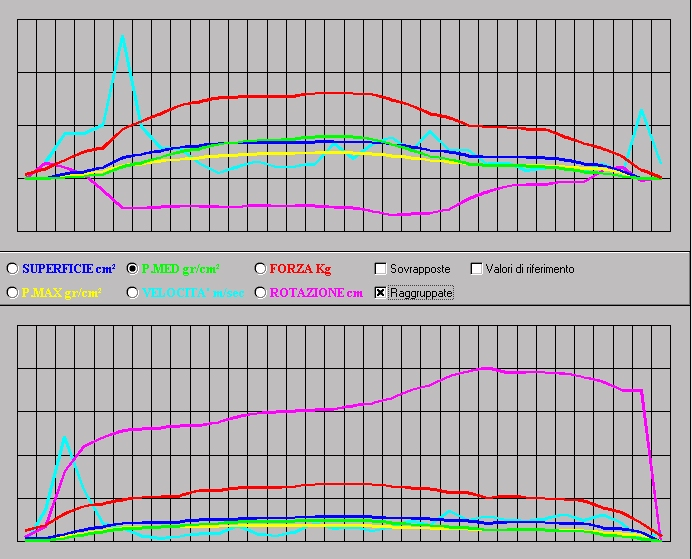 SUPERFICIE cm² P.MED gr/cm² FORZA Kg Sovrapposte Valori di riferimento
P.MAX gr/cm² VELOCITA` m/sec ROTAZIONE cm Raggruppate